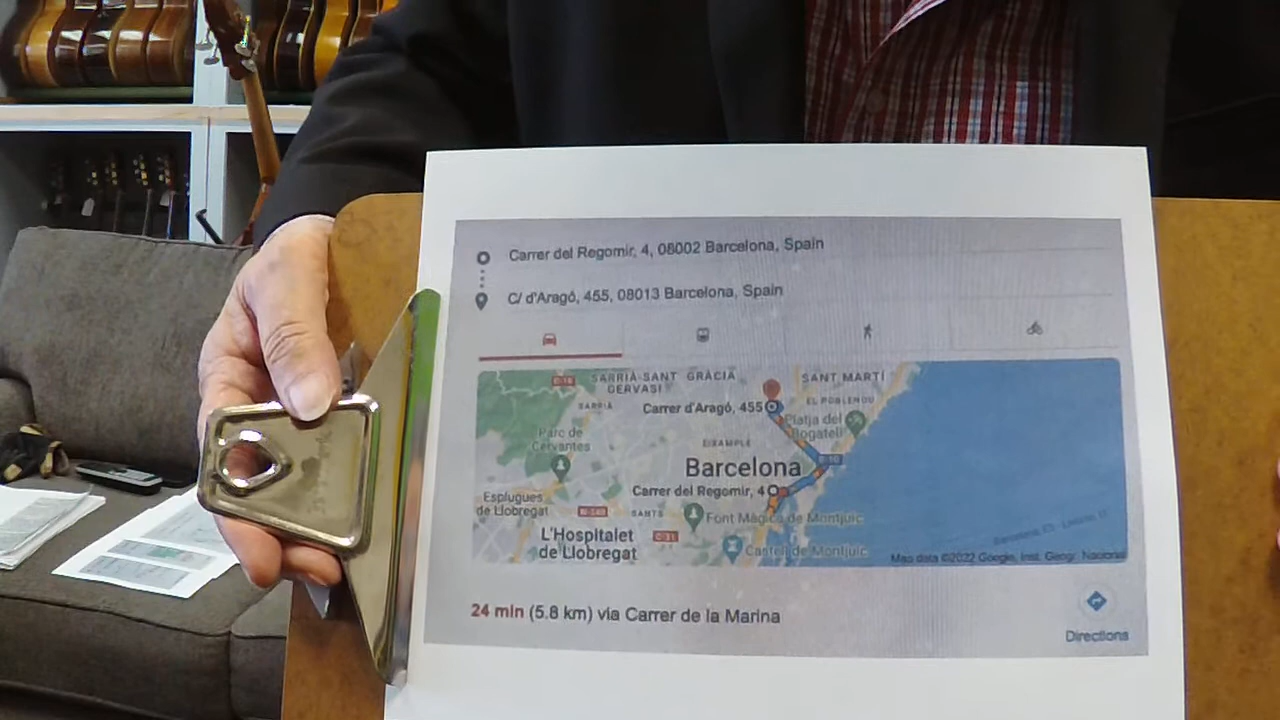 Carrer del Regomir, 4, 08002 Barcelona, Spain
C/ d'Aragó, 455, 08013 Barcelona, Spain
C-16
SARRIÀ-SANT
GERVASI
GRÀCIA
SANT MARTÍ
SARRIÀ
EL POBLENOU
Carrer d'Aragó, 455
Platja del
Bogatell
Parc de
Cervantes
EIXAMPLE
B-10
Barcelona
Carrer del Regomir, 4
Esplugues
de Llobregat
SANTS
Font Màgica de Montjuïc
C-31
L'Hospitalet
de Llobregat
Castell de Montjuïc
Map data ©2022 Google, Inst. Geogr. Nacional
24 min (5.8 km) via Carrer de la Marina
Directions